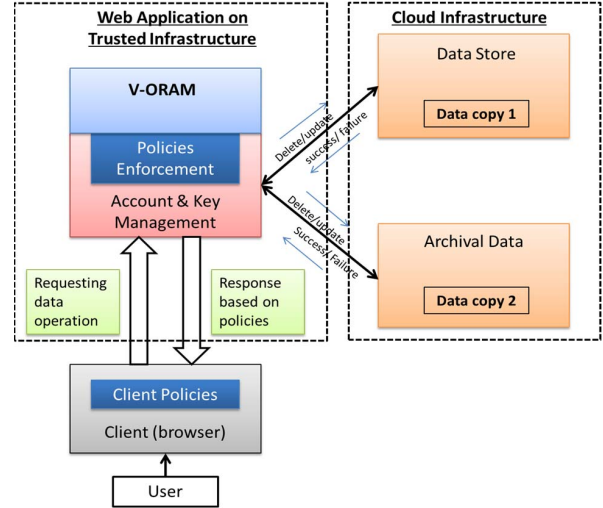 Web Application on
Trusted Infrastructure
Cloud Infrastructure
V-ORAM
Policies
Enforcement
Account & Key
Management
Delete/update
success/ failure
Data Store
Data copy 1
Delete/update
Success/ Failure
Archival Data
Data copy 2
Requesting
data
operation
Response
based on
policies
Client Policies
Client (browser)
User